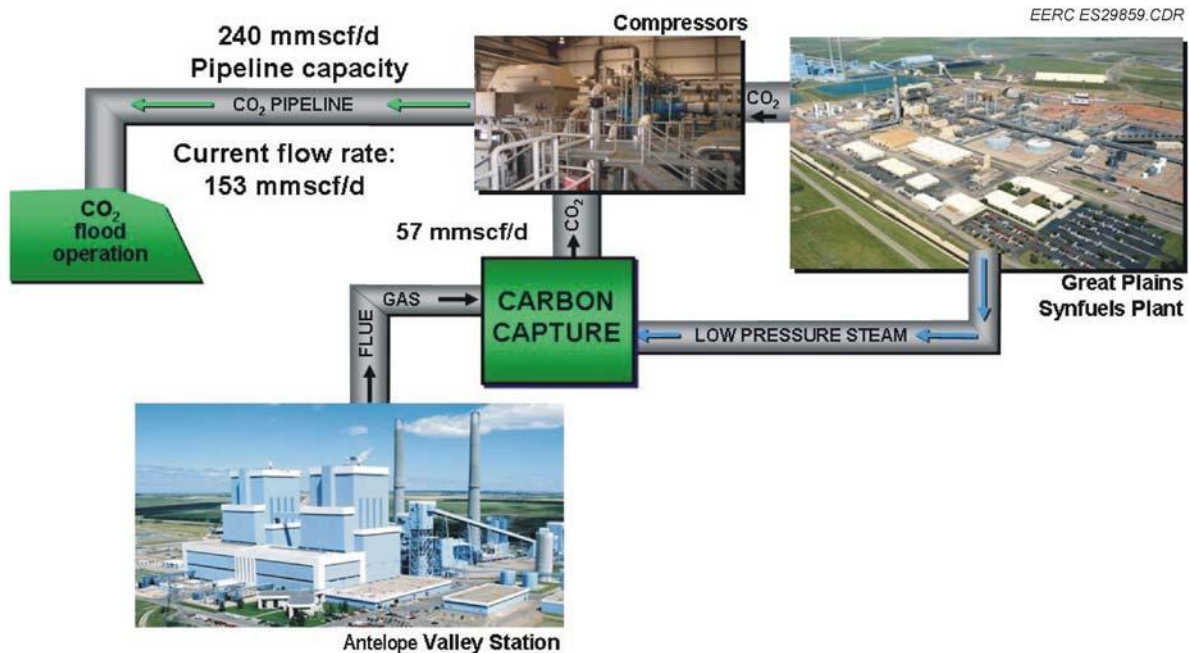 EERC ES29859.CDR
Compressors
240 mmscf/d
Pipeline capacity
CO₂ PIPELINE
Current flow rate:
153 mmscf/d
CO₂
flood
operation
CO₂
Great Plains
Synfuels Plant
57 mmscf/d
CO₂
CARBON
CAPTURE
FLUE
GAS
LOW PRESSURE STEAM
Antelope Valley Station